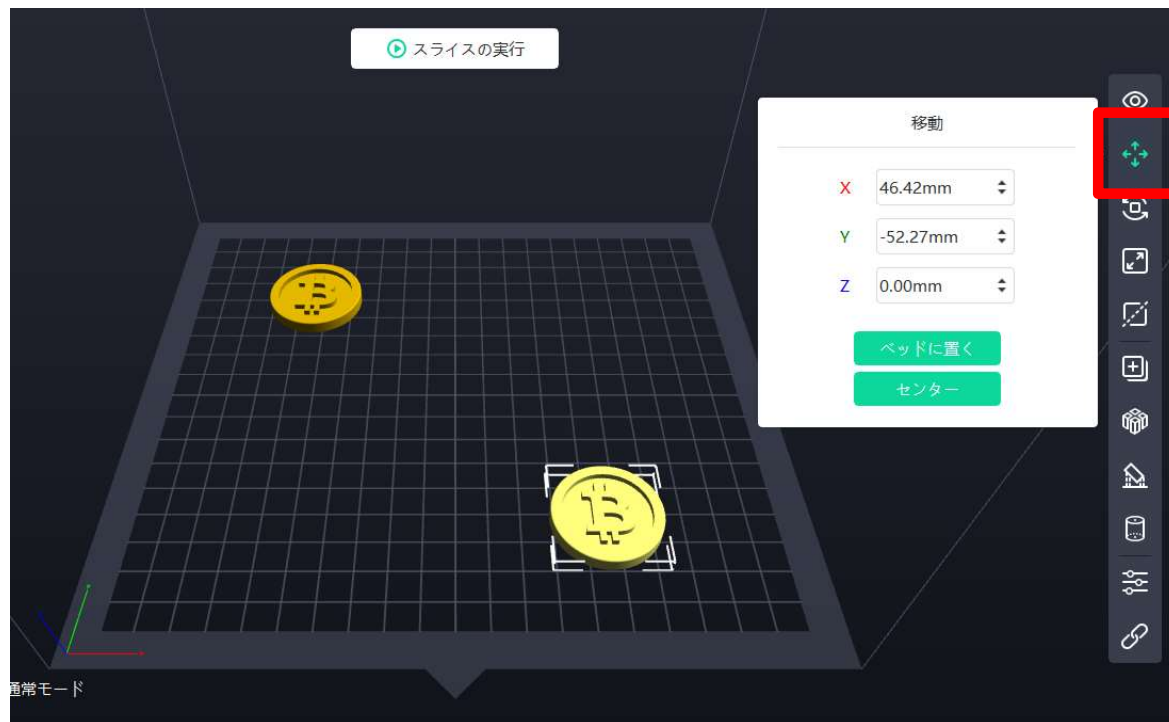 スライスの実行
移動
X 46.42mm
Y -52.27mm
Z 0.00mm
ベッドに置く
センター
通常モード